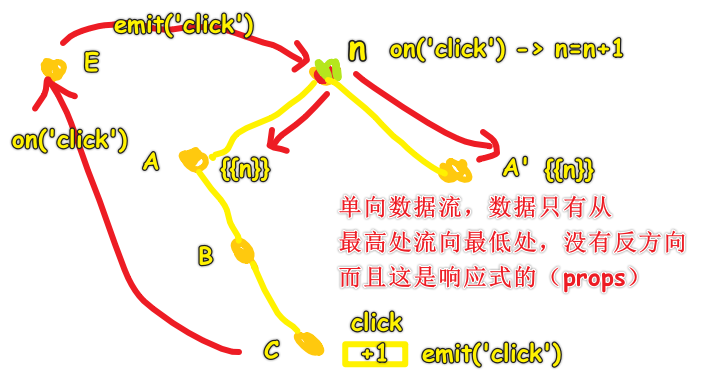 emit('click')
E
n
on('click') -> n=n+1
on('click')
A
{{n}}
A'
{{n}}
单向数据流，数据只有从
最高处流向最低处，没有反方向
而且这是响应式的（props）
B
click
C
+1
emit('click')